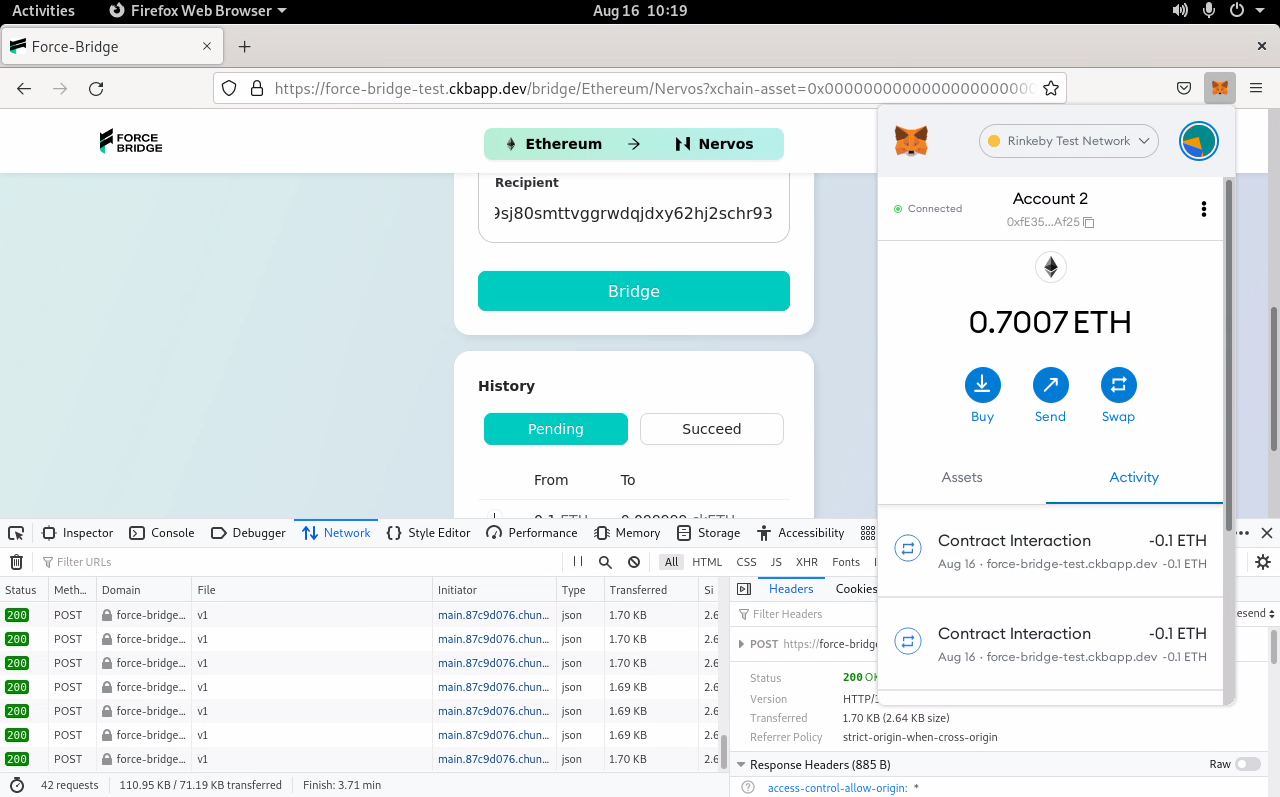 Activities Firefox Web Browser Aug 16 10:19
Force-Bridge
https://force-bridge-test.ckbapp.dev/bridge/Ethereum/Nervos?xchain-asset=0x0000000000000000000000
FORCE BRIDGE
Ethereum → Nervos
Recipient
9sj80smttvggrwdqjdxy62hj2schr93
Bridge
History
Pending Succeed
From To
Rinkeby Test Network
Connected
Account 2
0xfE35...Af25
0.7007 ETH
Buy Send Swap
Assets Activity
Contract Interaction -0.1 ETH
Aug 16 · force-bridge-test.ckbapp.dev -0.1 ETH
Contract Interaction -0.1 ETH
Aug 16 · force-bridge-test.ckbapp.dev -0.1 ETH
Inspector Console Debugger Network Style Editor Performance Memory Storage Accessibility
Filter URLs
All HTML CSS JS XHR Fonts
Status Meth... Domain File Initiator Type Transferred Si
200 POST force-bridge... v1 main.87c9d076.chun... json 1.70 KB 2.6
200 POST force-bridge... v1 main.87c9d076.chun... json 1.70 KB 2.6
200 POST force-bridge... v1 main.87c9d076.chun... json 1.70 KB 2.6
200 POST force-bridge... v1 main.87c9d076.chun... json 1.69 KB 2.6
200 POST force-bridge... v1 main.87c9d076.chun... json 1.69 KB 2.6
200 POST force-bridge... v1 main.87c9d076.chun... json 1.69 KB 2.6
200 POST force-bridge... v1 main.87c9d076.chun... json 1.70 KB 2.6
42 requests 110.95 KB / 71.19 KB transferred Finish: 3.71 min
Headers Cookies
Filter Headers
esend
POST https://force-bridg
Status 200 OK
Version HTTP/
Transferred 1.70 KB (2.64 KB size)
Referrer Policy strict-origin-when-cross-origin
Response Headers (885 B) Raw
access-control-allow-origin: *